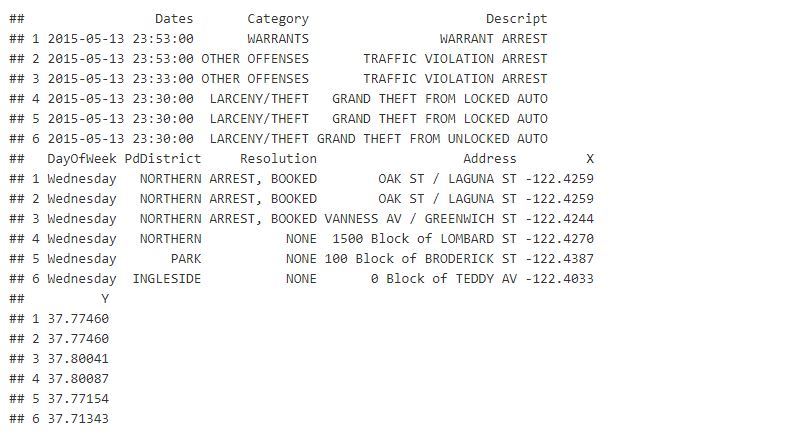 ##                 Dates       Category                       Descript
## 1 2015-05-13 23:53:00       WARRANTS                 WARRANT ARREST
## 2 2015-05-13 23:53:00 OTHER OFFENSES       TRAFFIC VIOLATION ARREST
## 3 2015-05-13 23:33:00 OTHER OFFENSES       TRAFFIC VIOLATION ARREST
## 4 2015-05-13 23:30:00  LARCENY/THEFT   GRAND THEFT FROM LOCKED AUTO
## 5 2015-05-13 23:30:00  LARCENY/THEFT   GRAND THEFT FROM LOCKED AUTO
## 6 2015-05-13 23:30:00  LARCENY/THEFT GRAND THEFT FROM UNLOCKED AUTO
##   DayOfWeek PdDistrict     Resolution                   Address         X
## 1 Wednesday   NORTHERN ARREST, BOOKED        OAK ST / LAGUNA ST -122.4259
## 2 Wednesday   NORTHERN ARREST, BOOKED        OAK ST / LAGUNA ST -122.4259
## 3 Wednesday   NORTHERN ARREST, BOOKED VANNESS AV / GREENWICH ST -122.4244
## 4 Wednesday   NORTHERN           NONE  1500 Block of LOMBARD ST -122.4270
## 5 Wednesday       PARK           NONE 100 Block of BRODERICK ST -122.4387
## 6 Wednesday  INGLESIDE           NONE       0 Block of TEDDY AV -122.4033
##          Y
## 1 37.77460
## 2 37.77460
## 3 37.80041
## 4 37.80087
## 5 37.77154
## 6 37.71343